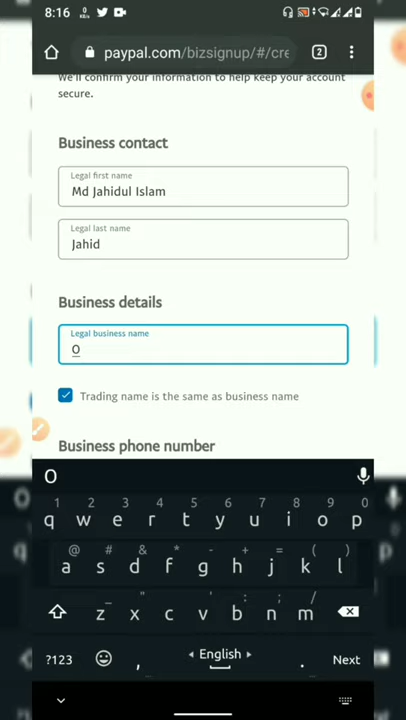 8:16
0
KB/s
paypal.com/bizsignup/#/cre
2
We'll confirm your information to help keep your account
secure.
Business contact
Legal first name
Md Jahidul Islam
Legal last name
Jahid
Business details
Legal business name
O
Trading name is the same as business name
Business phone number
O
1 2 3 4 5 6 7 8 9 0
q w e r t y u i o p
@ # & * - + = ( )
a s d f g h j k l
_ " ' : ; ! ?
z x c v b n m
?123 , English . Next